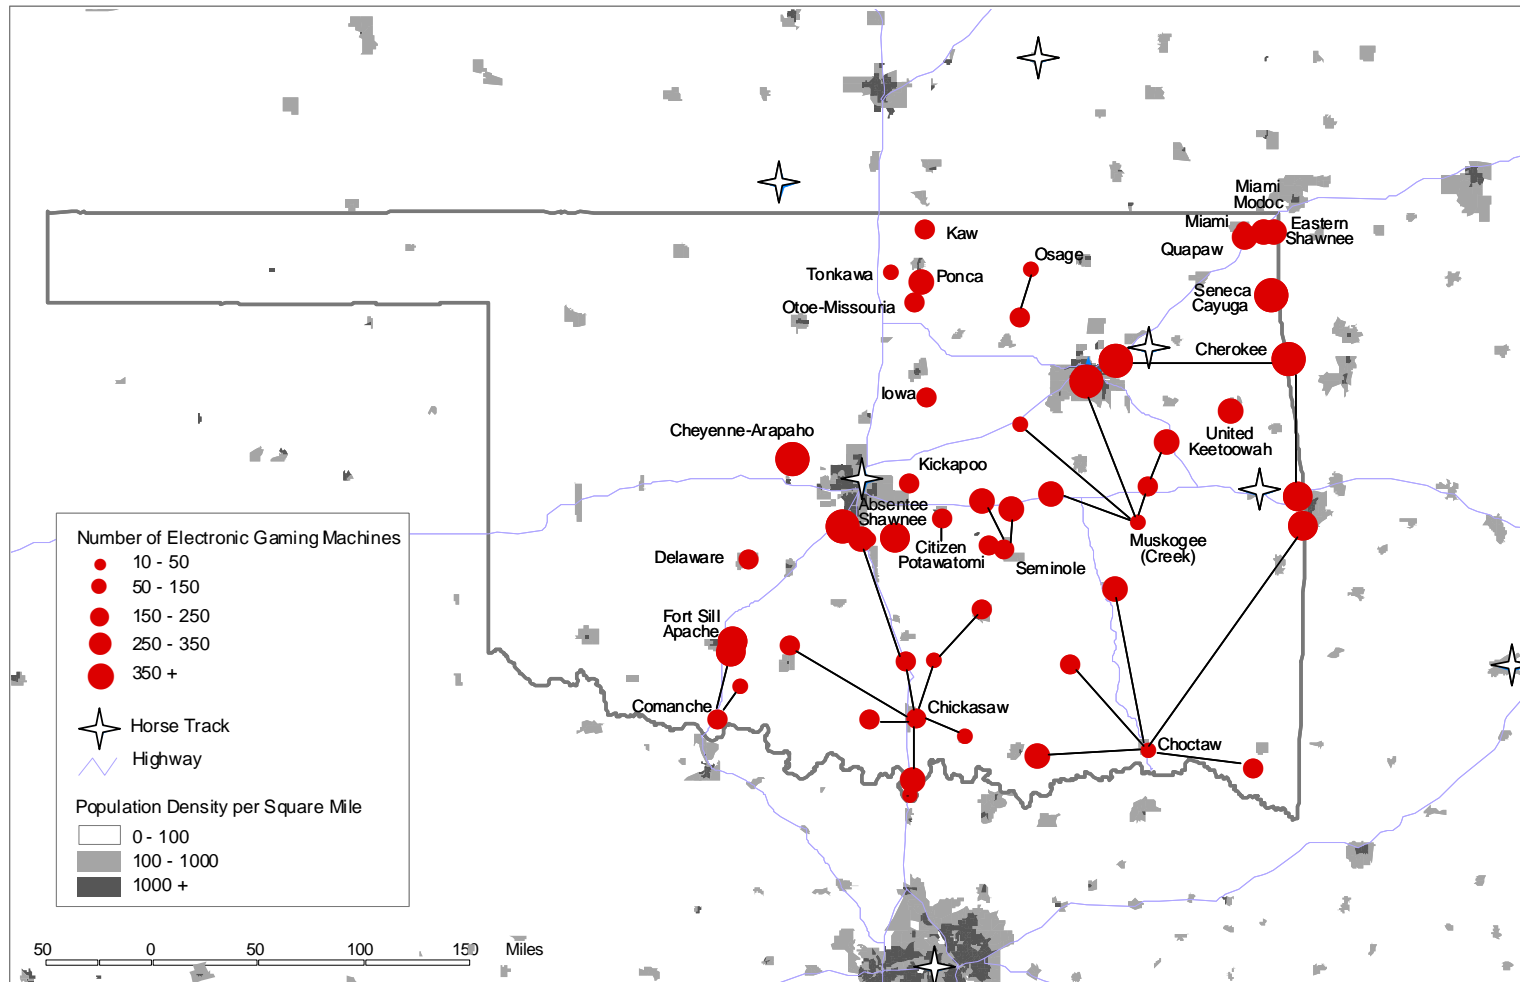 Miami
Modoc
Miami
Eastern
Shawnee
Quapaw
Kaw
Osage
Tonkawa
Ponca
Otoe-Missouria
Seneca
Cayuga
Cherokee
Iowa
Cheyenne-Arapaho
United
Keetoowah
Kickapoo
Absentee
Shawnee
Citizen
Potawatomi
Muskogee
(Creek)
Seminole
Delaware
Fort Sill
Apache
Comanche
Chickasaw
Choctaw
Number of Electronic Gaming Machines
10 - 50
50 - 150
150 - 250
250 - 350
350 +
Horse Track
Highway
Population Density per Square Mile
0 - 100
100 - 1000
1000 +
50 0 50 100 150 Miles